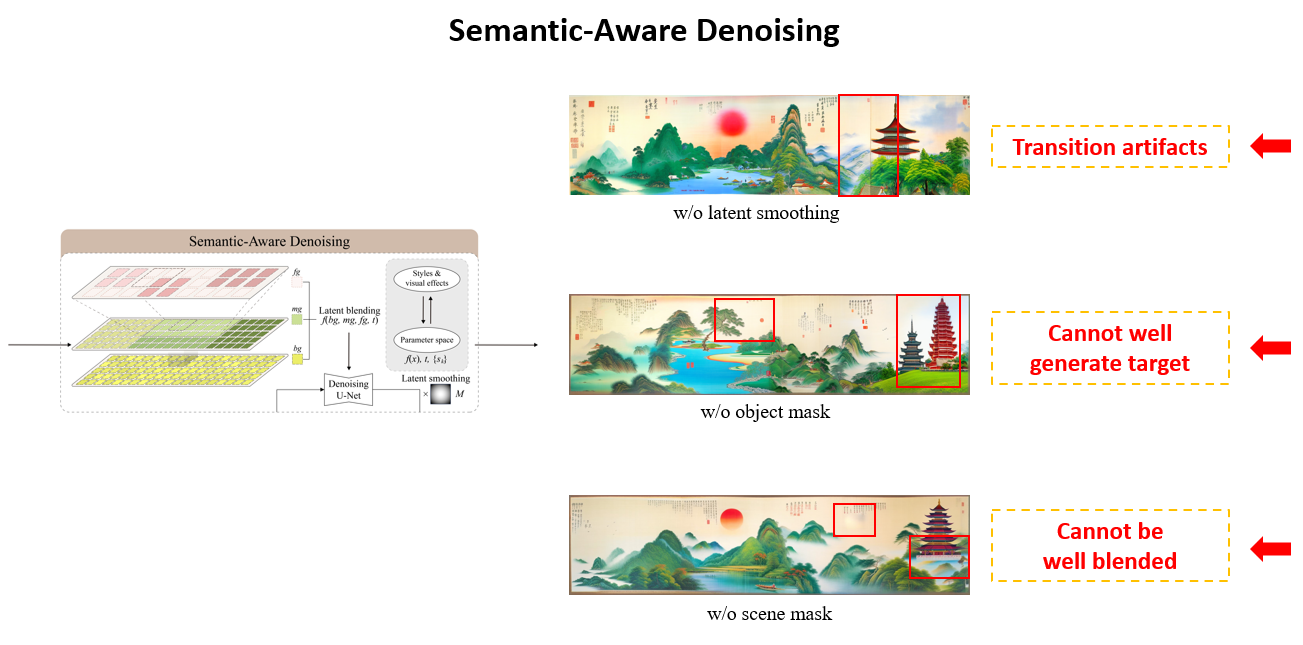 Semantic-Aware Denoising
Transition artifacts
w/o latent smoothing
Semantic-Aware Denoising
fg
mg
bg
Latent blending
f(bg, mg, fg, t)
Styles &
visual effects
Parameter space
f(x), t, {s_i}
Latent smoothing
× M
Denoising
U-Net
Cannot well
generate target
w/o object mask
Cannot be
well blended
w/o scene mask